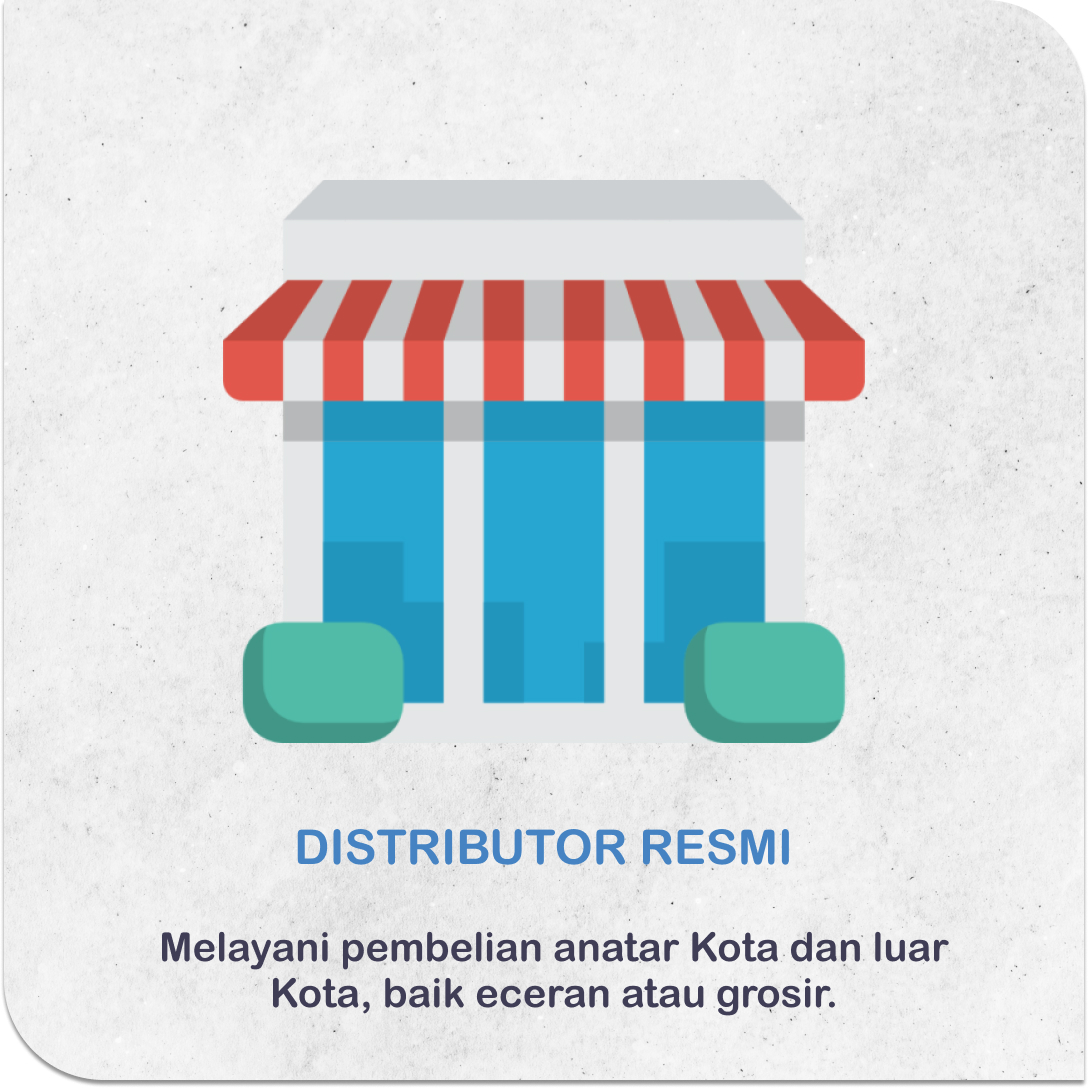 DISTRIBUTOR RESMI
Melayani pembelian anatar Kota dan luar
Kota, baik eceran atau grosir.